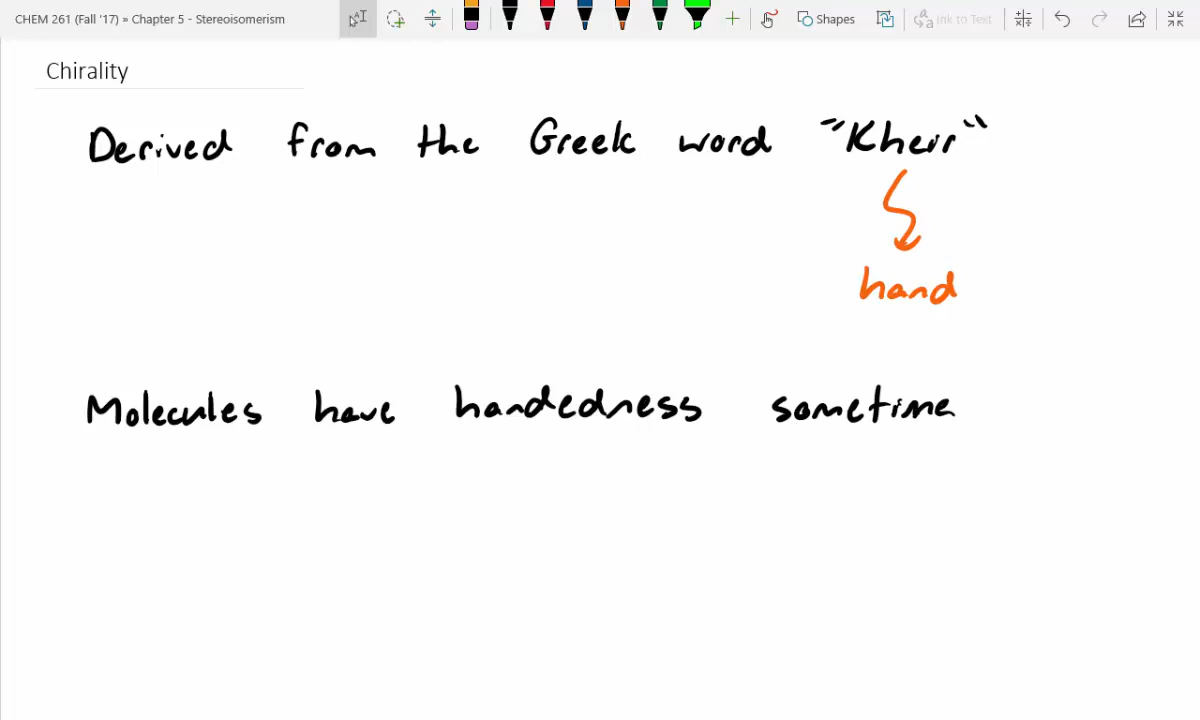 CHEM 261 (Fall '17) » Chapter 5 - Stereoisomerism
Shapes
Ink to Text
Chirality
Derived from the Greek word "Kheir"
hand
Molecules have handedness sometime